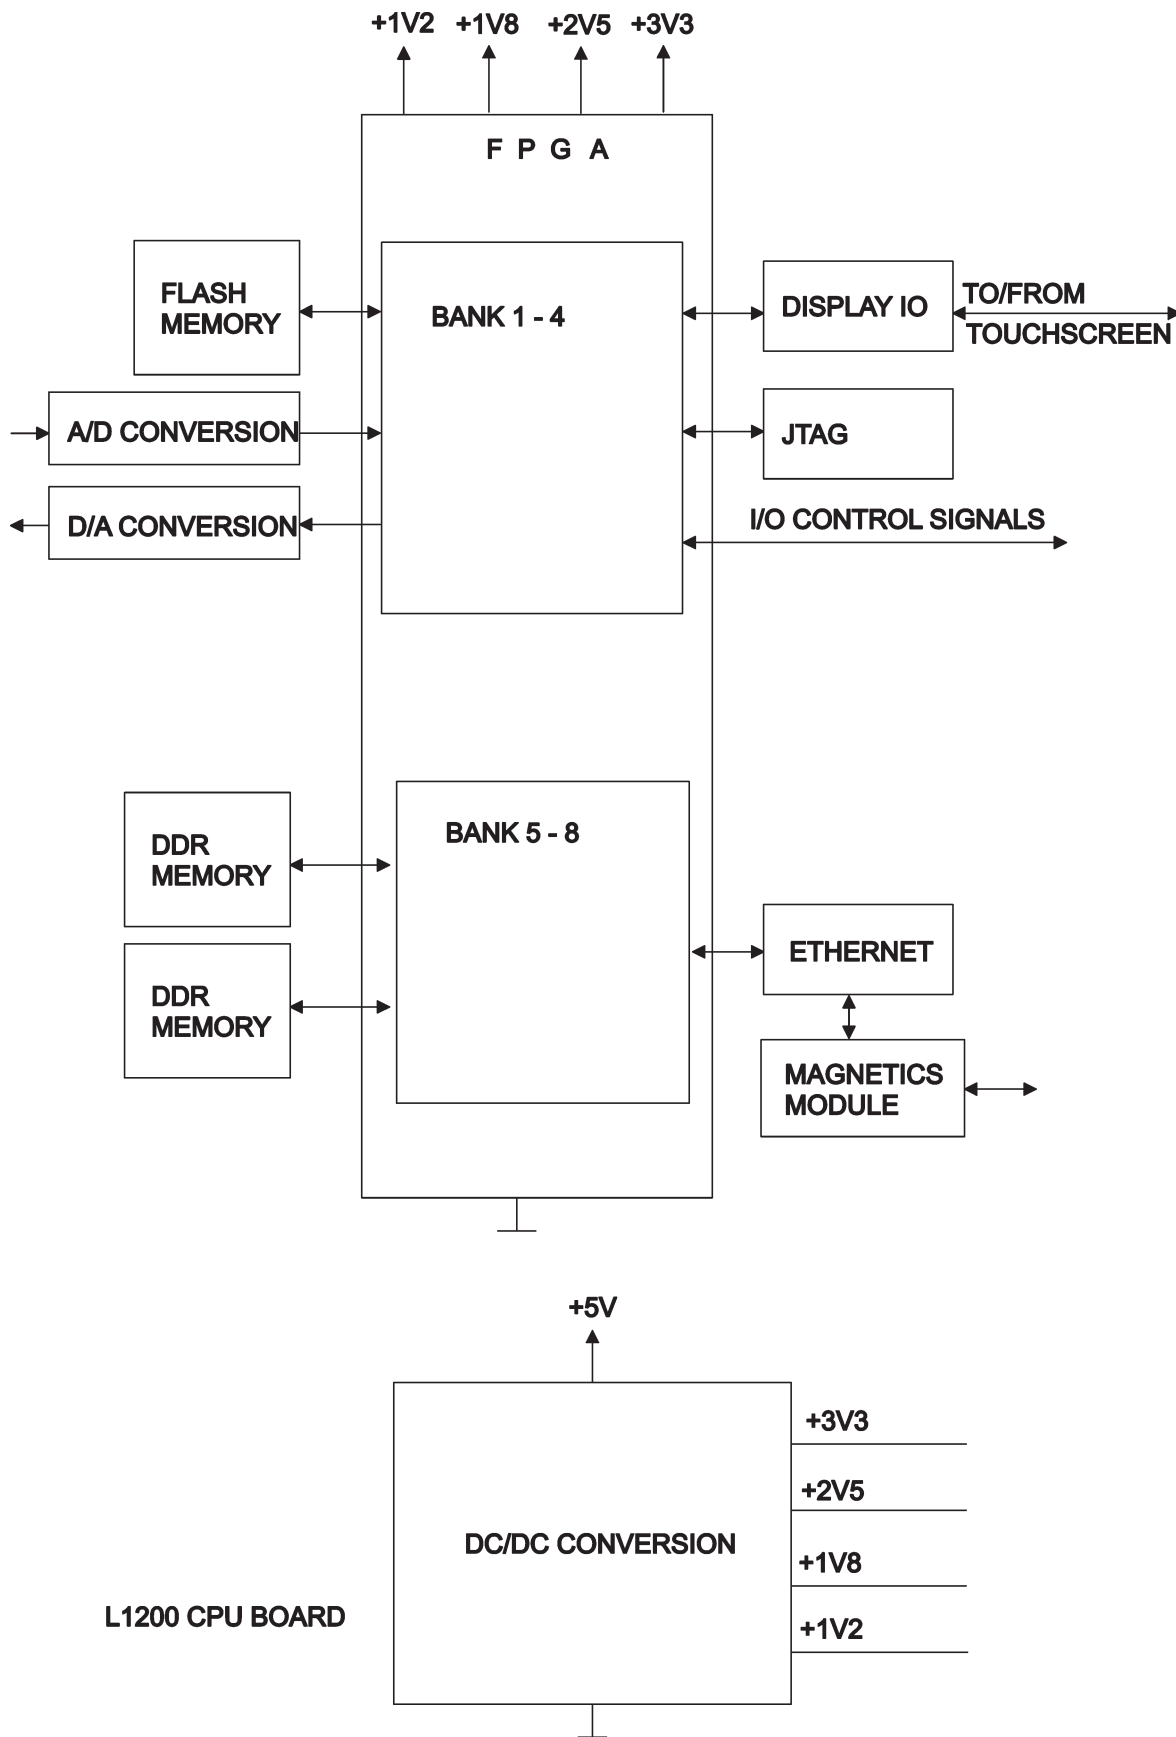 +1V2 +1V8 +2V5 +3V3
F P G A
FLASH
MEMORY
BANK 1 - 4
DISPLAY IO
TO/FROM
TOUCHSCREEN
A/D CONVERSION
JTAG
D/A CONVERSION
I/O CONTROL SIGNALS
DDR
MEMORY
BANK 5 - 8
DDR
MEMORY
ETHERNET
MAGNETICS
MODULE
+5V
+3V3
+2V5
DC/DC CONVERSION
+1V8
+1V2
L1200 CPU BOARD